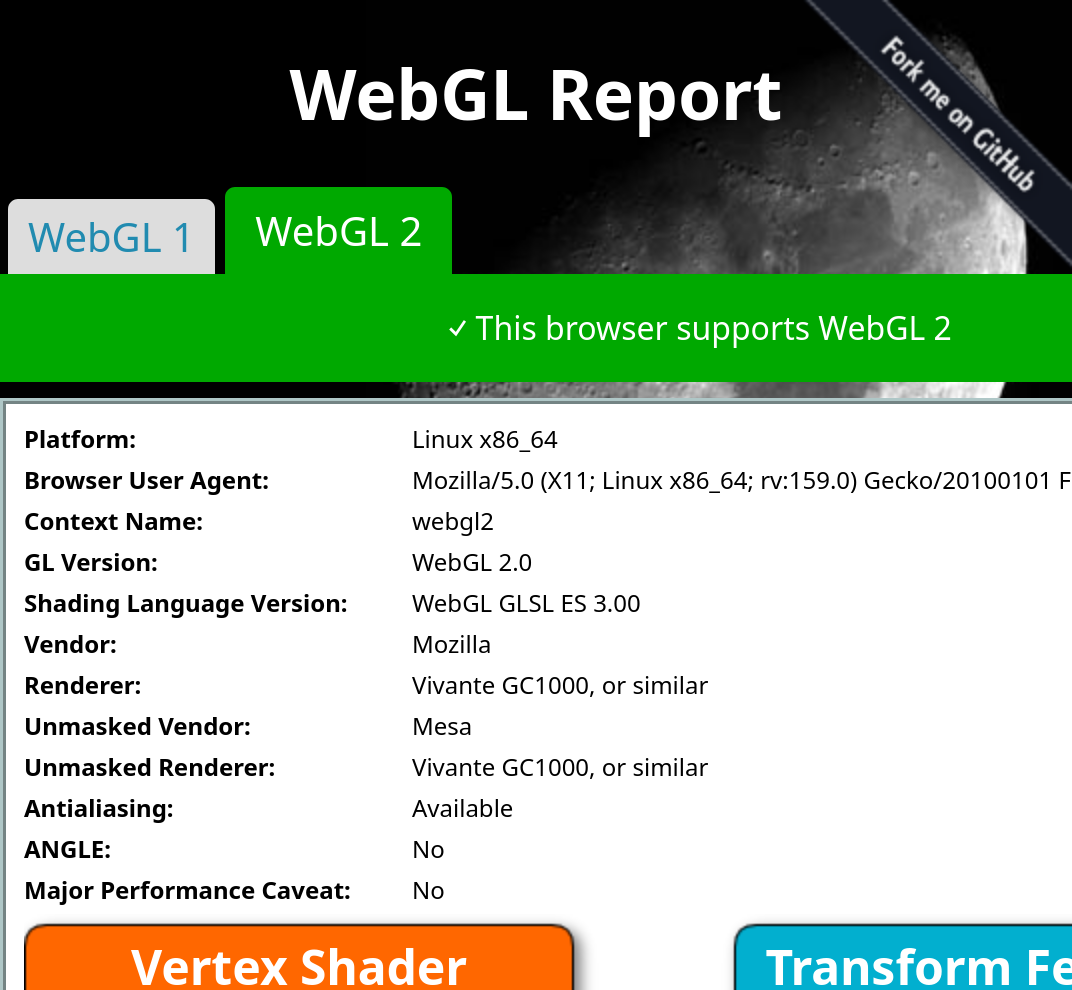 Fork me on GitHub
WebGL Report
WebGL 1
WebGL 2
✓ This browser supports WebGL 2
Platform: Linux x86_64
Browser User Agent: Mozilla/5.0 (X11; Linux x86_64; rv:159.0) Gecko/20100101 F
Context Name: webgl2
GL Version: WebGL 2.0
Shading Language Version: WebGL GLSL ES 3.00
Vendor: Mozilla
Renderer: Vivante GC1000, or similar
Unmasked Vendor: Mesa
Unmasked Renderer: Vivante GC1000, or similar
Antialiasing: Available
ANGLE: No
Major Performance Caveat: No
Vertex Shader
Transform Fe